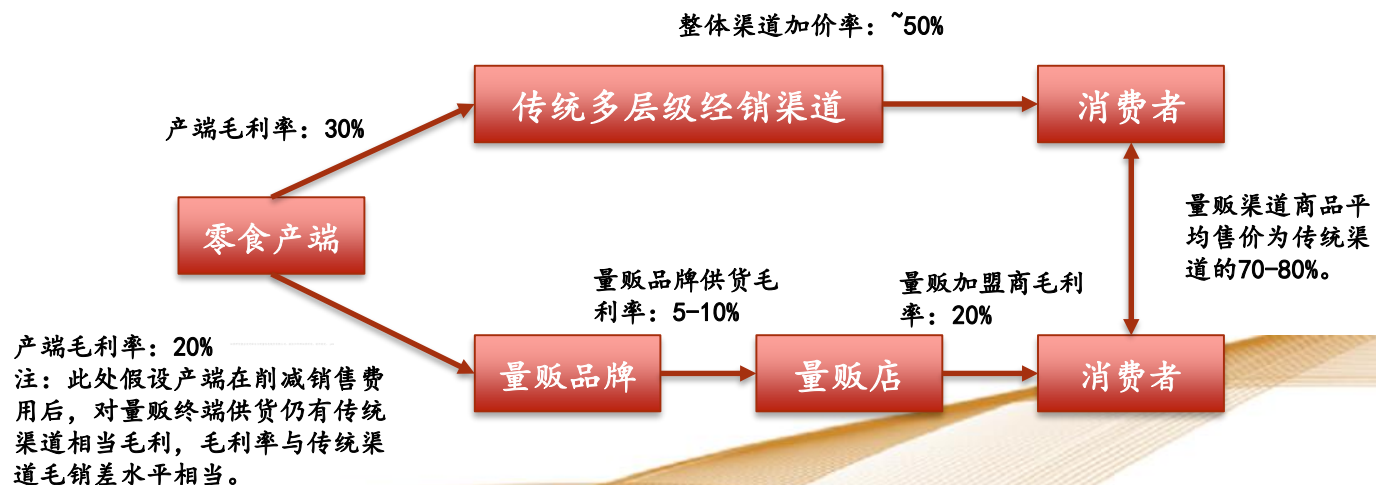 整体渠道加价率：~50%
传统多层级经销渠道
消费者
产端毛利率：30%
零食产端
量贩渠道商品平
均售价为传统渠
道的70-80%。
量贩品牌供货毛
利率：5-10%
量贩加盟商毛利
率：20%
产端毛利率：20%
注：此处假设产端在削减销售费
用后，对量贩终端供货仍有传统
渠道相当毛利，毛利率与传统渠
道毛销差水平相当。
量贩品牌
量贩店
消费者